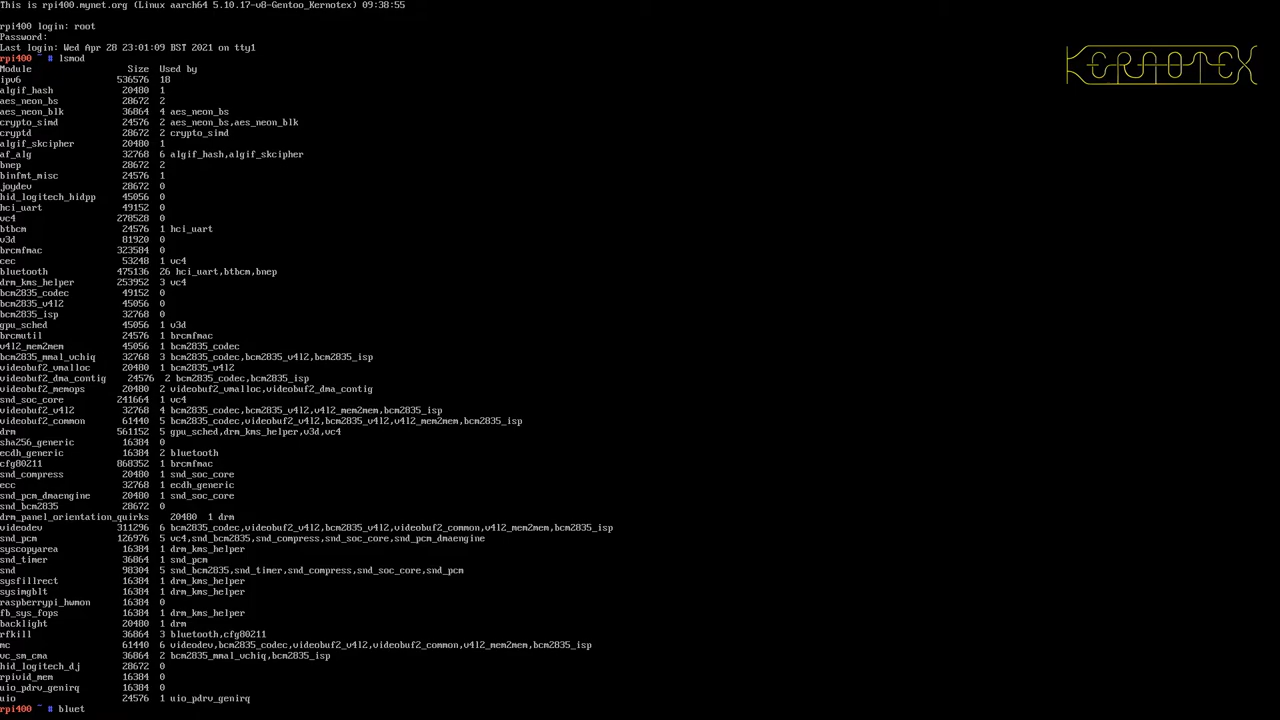 This is rpi400.mynet.org (Linux aarch64 5.10.17-v8-Gentoo_Kernotex) 09:38:55
rpi400 login: root
Password:
Last login: Wed Apr 28 23:01:09 BST 2021 on tty1
KERNOTEX
rpi400 ~ # lsmod
Module Size Used by
ipv6 536576 18
algif_hash 20480 1
aes_neon_bs 28672 2
aes_neon_blk 36864 4 aes_neon_bs
crypto_simd 24576 2 aes_neon_bs,aes_neon_blk
cryptd 28672 2 crypto_simd
algif_skcipher 20480 1
af_alg 32768 6 algif_hash,algif_skcipher
bnep 28672 2
binfmt_misc 24576 1
joydev 28672 0
hid_logitech_hidpp 45056 0
hci_uart 49152 0
vc4 278528 0
btbcm 24576 1 hci_uart
v3d 81920 0
brcmfmac 323584 0
cec 53248 1 vc4
bluetooth 475136 26 hci_uart,btbcm,bnep
drm_kms_helper 253952 3 vc4
bcm2835_codec 49152 0
bcm2835_v4l2 45056 0
bcm2835_isp 32768 0
gpu_sched 45056 1 v3d
brcmutil 24576 1 brcmfmac
v4l2_mem2mem 45056 1 bcm2835_codec
bcm2835_mmal_vchiq 32768 3 bcm2835_codec,bcm2835_v4l2,bcm2835_isp
videobuf2_vmalloc 20480 1 bcm2835_v4l2
videobuf2_dma_contig 24576 2 bcm2835_codec,bcm2835_isp
videobuf2_memops 20480 2 videobuf2_vmalloc,videobuf2_dma_contig
snd_soc_core 241664 1 vc4
videobuf2_v4l2 32768 4 bcm2835_codec,bcm2835_v4l2,v4l2_mem2mem,bcm2835_isp
videobuf2_common 61440 5 bcm2835_codec,videobuf2_v4l2,bcm2835_v4l2,v4l2_mem2mem,bcm2835_isp
drm 561152 5 gpu_sched,drm_kms_helper,v3d,vc4
sha256_generic 16384 0
ecdh_generic 16384 2 bluetooth
cfg80211 868352 1 brcmfmac
snd_compress 20480 1 snd_soc_core
ecc 32768 1 ecdh_generic
snd_pcm_dmaengine 20480 1 snd_soc_core
snd_bcm2835 28672 0
drm_panel_orientation_quirks 20480 1 drm
videodev 311296 6 bcm2835_codec,videobuf2_v4l2,bcm2835_v4l2,videobuf2_common,v4l2_mem2mem,bcm2835_isp
snd_pcm 126976 5 vc4,snd_bcm2835,snd_compress,snd_soc_core,snd_pcm_dmaengine
syscopyarea 16384 1 drm_kms_helper
snd_timer 36864 1 snd_pcm
snd 98304 5 snd_bcm2835,snd_timer,snd_compress,snd_soc_core,snd_pcm
sysfillrect 16384 1 drm_kms_helper
sysimgblt 16384 1 drm_kms_helper
raspberrypi_hwmon 16384 0
fb_sys_fops 16384 1 drm_kms_helper
backlight 20480 1 drm
rfkill 36864 3 bluetooth,cfg80211
mc 61440 6 videodev,bcm2835_codec,videobuf2_v4l2,videobuf2_common,v4l2_mem2mem,bcm2835_isp
vc_sm_cma 36864 2 bcm2835_mmal_vchiq,bcm2835_isp
hid_logitech_dj 28672 0
rpivid_mem 16384 0
uio_pdrv_genirq 16384 0
uio 24576 1 uio_pdrv_genirq
rpi400 ~ # bluet